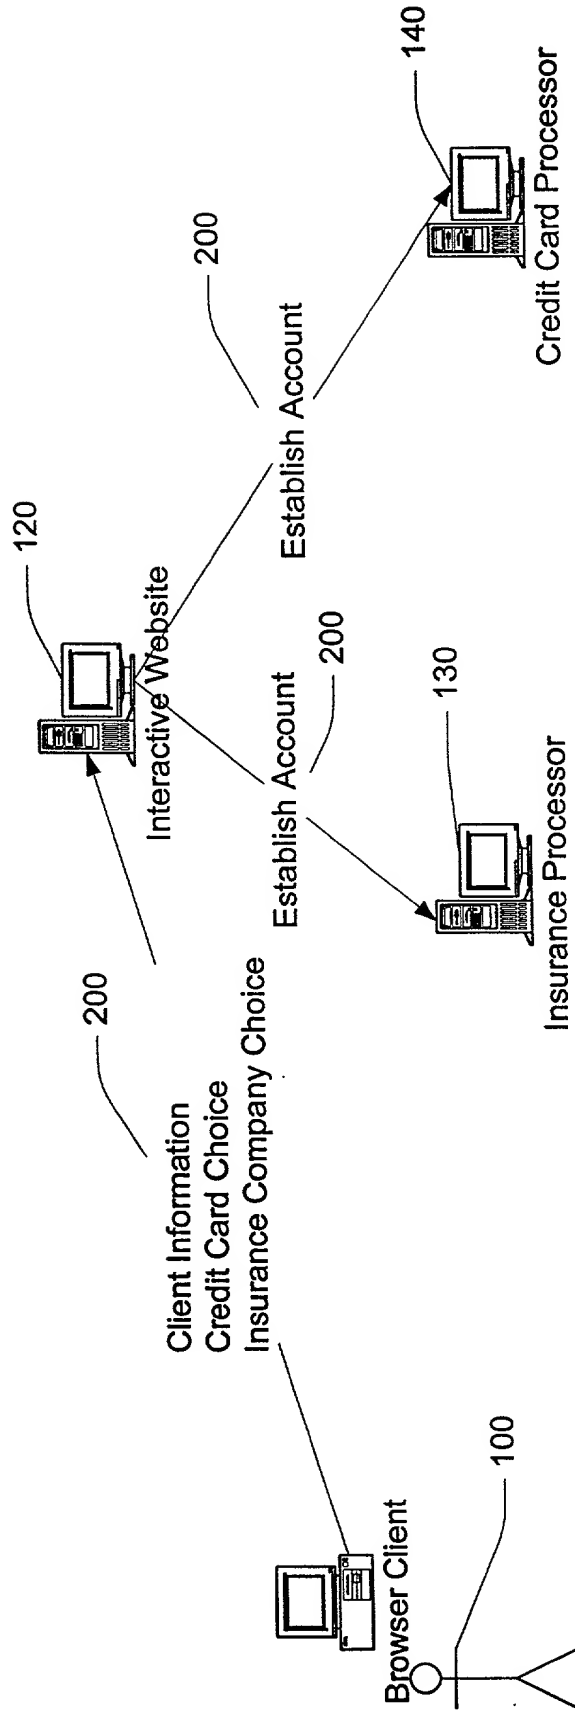 Browser Client
100
Client Information
Credit Card Choice
Insurance Company Choice
200
Interactive Website
120
Establish Account
200
Insurance Processor
130
Establish Account
200
Credit Card Processor
140